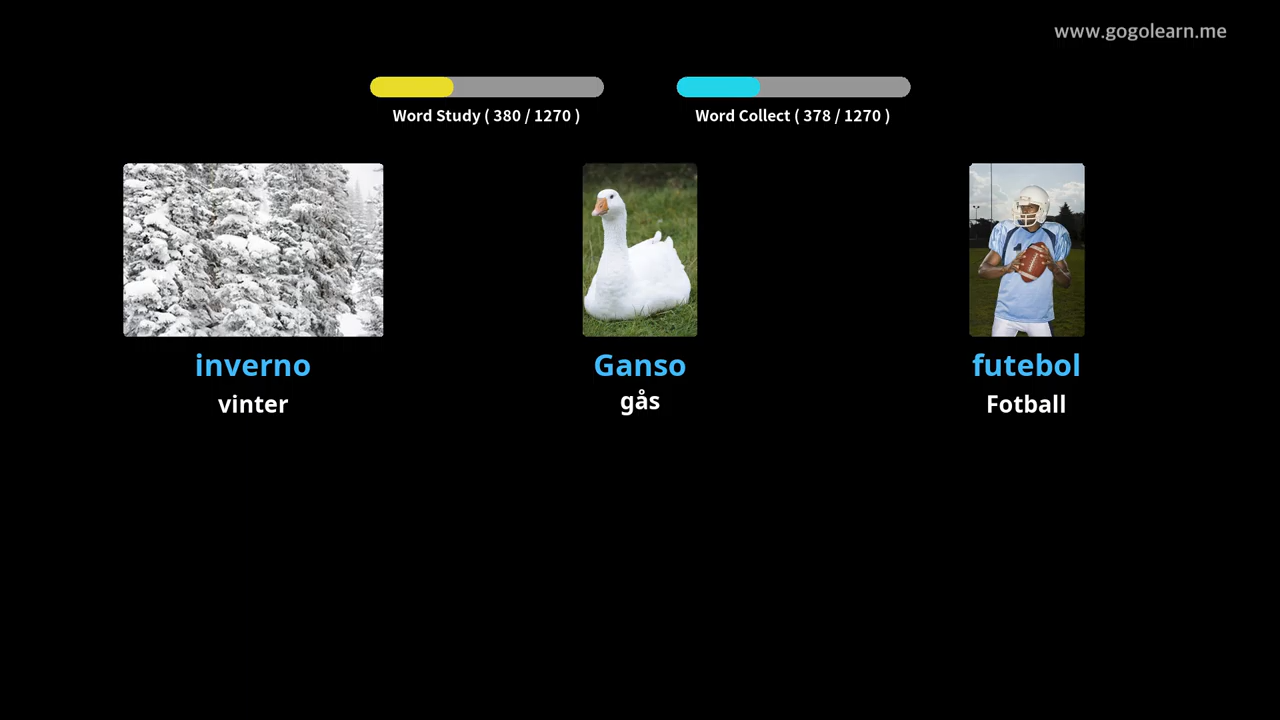 www.gogolearn.me
Word Study ( 380 / 1270 )
Word Collect ( 378 / 1270 )
inverno
vinter
Ganso
gås
futebol
Fotball